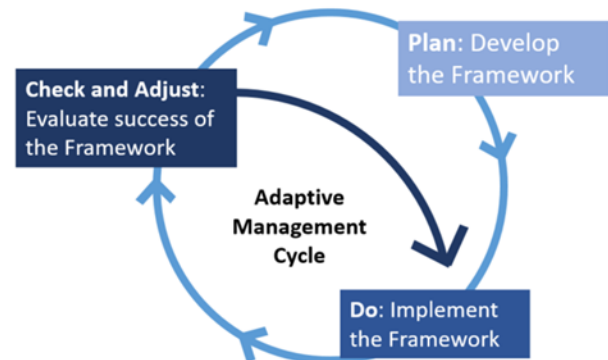 Plan: Develop
the Framework
Check and Adjust:
Evaluate success of
the Framework
Adaptive
Management
Cycle
Do: Implement
the Framework